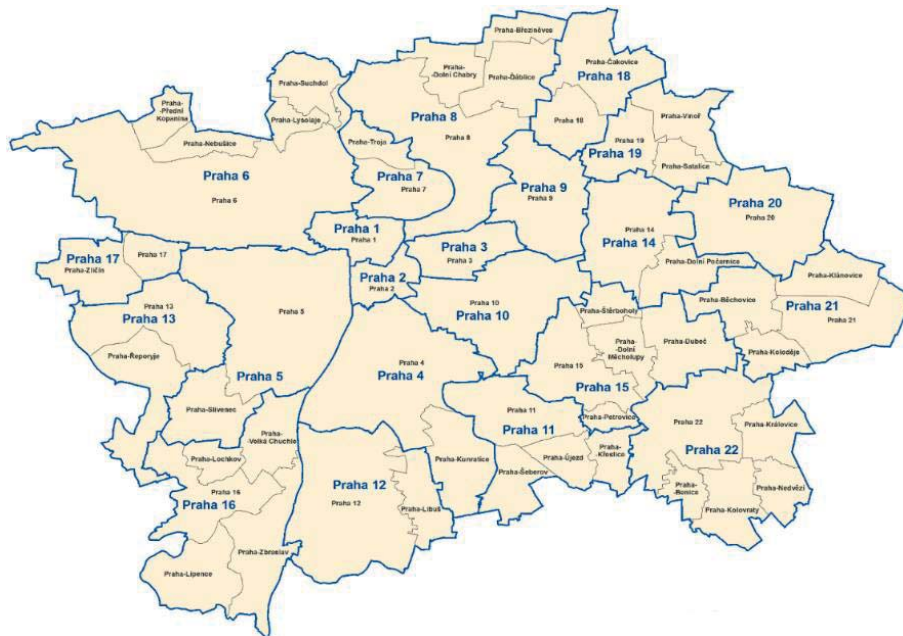 Praha-Březiněves
Praha-Čakovice
Praha 18
Praha-
-Dolní Chabry
Praha-Ďáblice
Praha-Suchdol
Praha-
-Přední
Kopanina
Praha-Lysolaje
Praha 8
Praha 8
Praha 18
Praha-Vinoř
Praha-Nebušice
Praha-Troja
Praha 19
Praha 19
Praha-Satalice
Praha 6
Praha 6
Praha 7
Praha 7
Praha 9
Praha 9
Praha 20
Praha 20
Praha 1
Praha 1
Praha 3
Praha 3
Praha 14
Praha 14
Praha 17
Praha 17
Praha-Zličín
Praha-Dolní Počernice
Praha-Klánovice
Praha 2
Praha 2
Praha 13
Praha 13
Praha 5
Praha 10
Praha 10
Praha-Štěrboholy
Praha-Běchovice
Praha 21
Praha 21
Praha-
-Dolní
Měcholupy
Praha-Dubeč
Praha-Koloděje
Praha-Řeporyje
Praha 5
Praha 4
Praha 4
Praha 15
Praha 15
Praha-Slivenec
Praha 11
Praha 11
Praha-Petrovice
Praha 22
Praha 22
Praha-Královice
Praha-
-Velká Chuchle
Praha-Lochkov
Praha-Kunratice
Praha-Šeberov
Praha-Újezd
Praha-
-Křeslice
Praha 16
Praha 16
Praha 12
Praha 12
Praha-Libuš
Praha-
-Benice
Praha-Kolovraty
Praha-Nedvězí
Praha-Lipence
Praha-Zbraslav